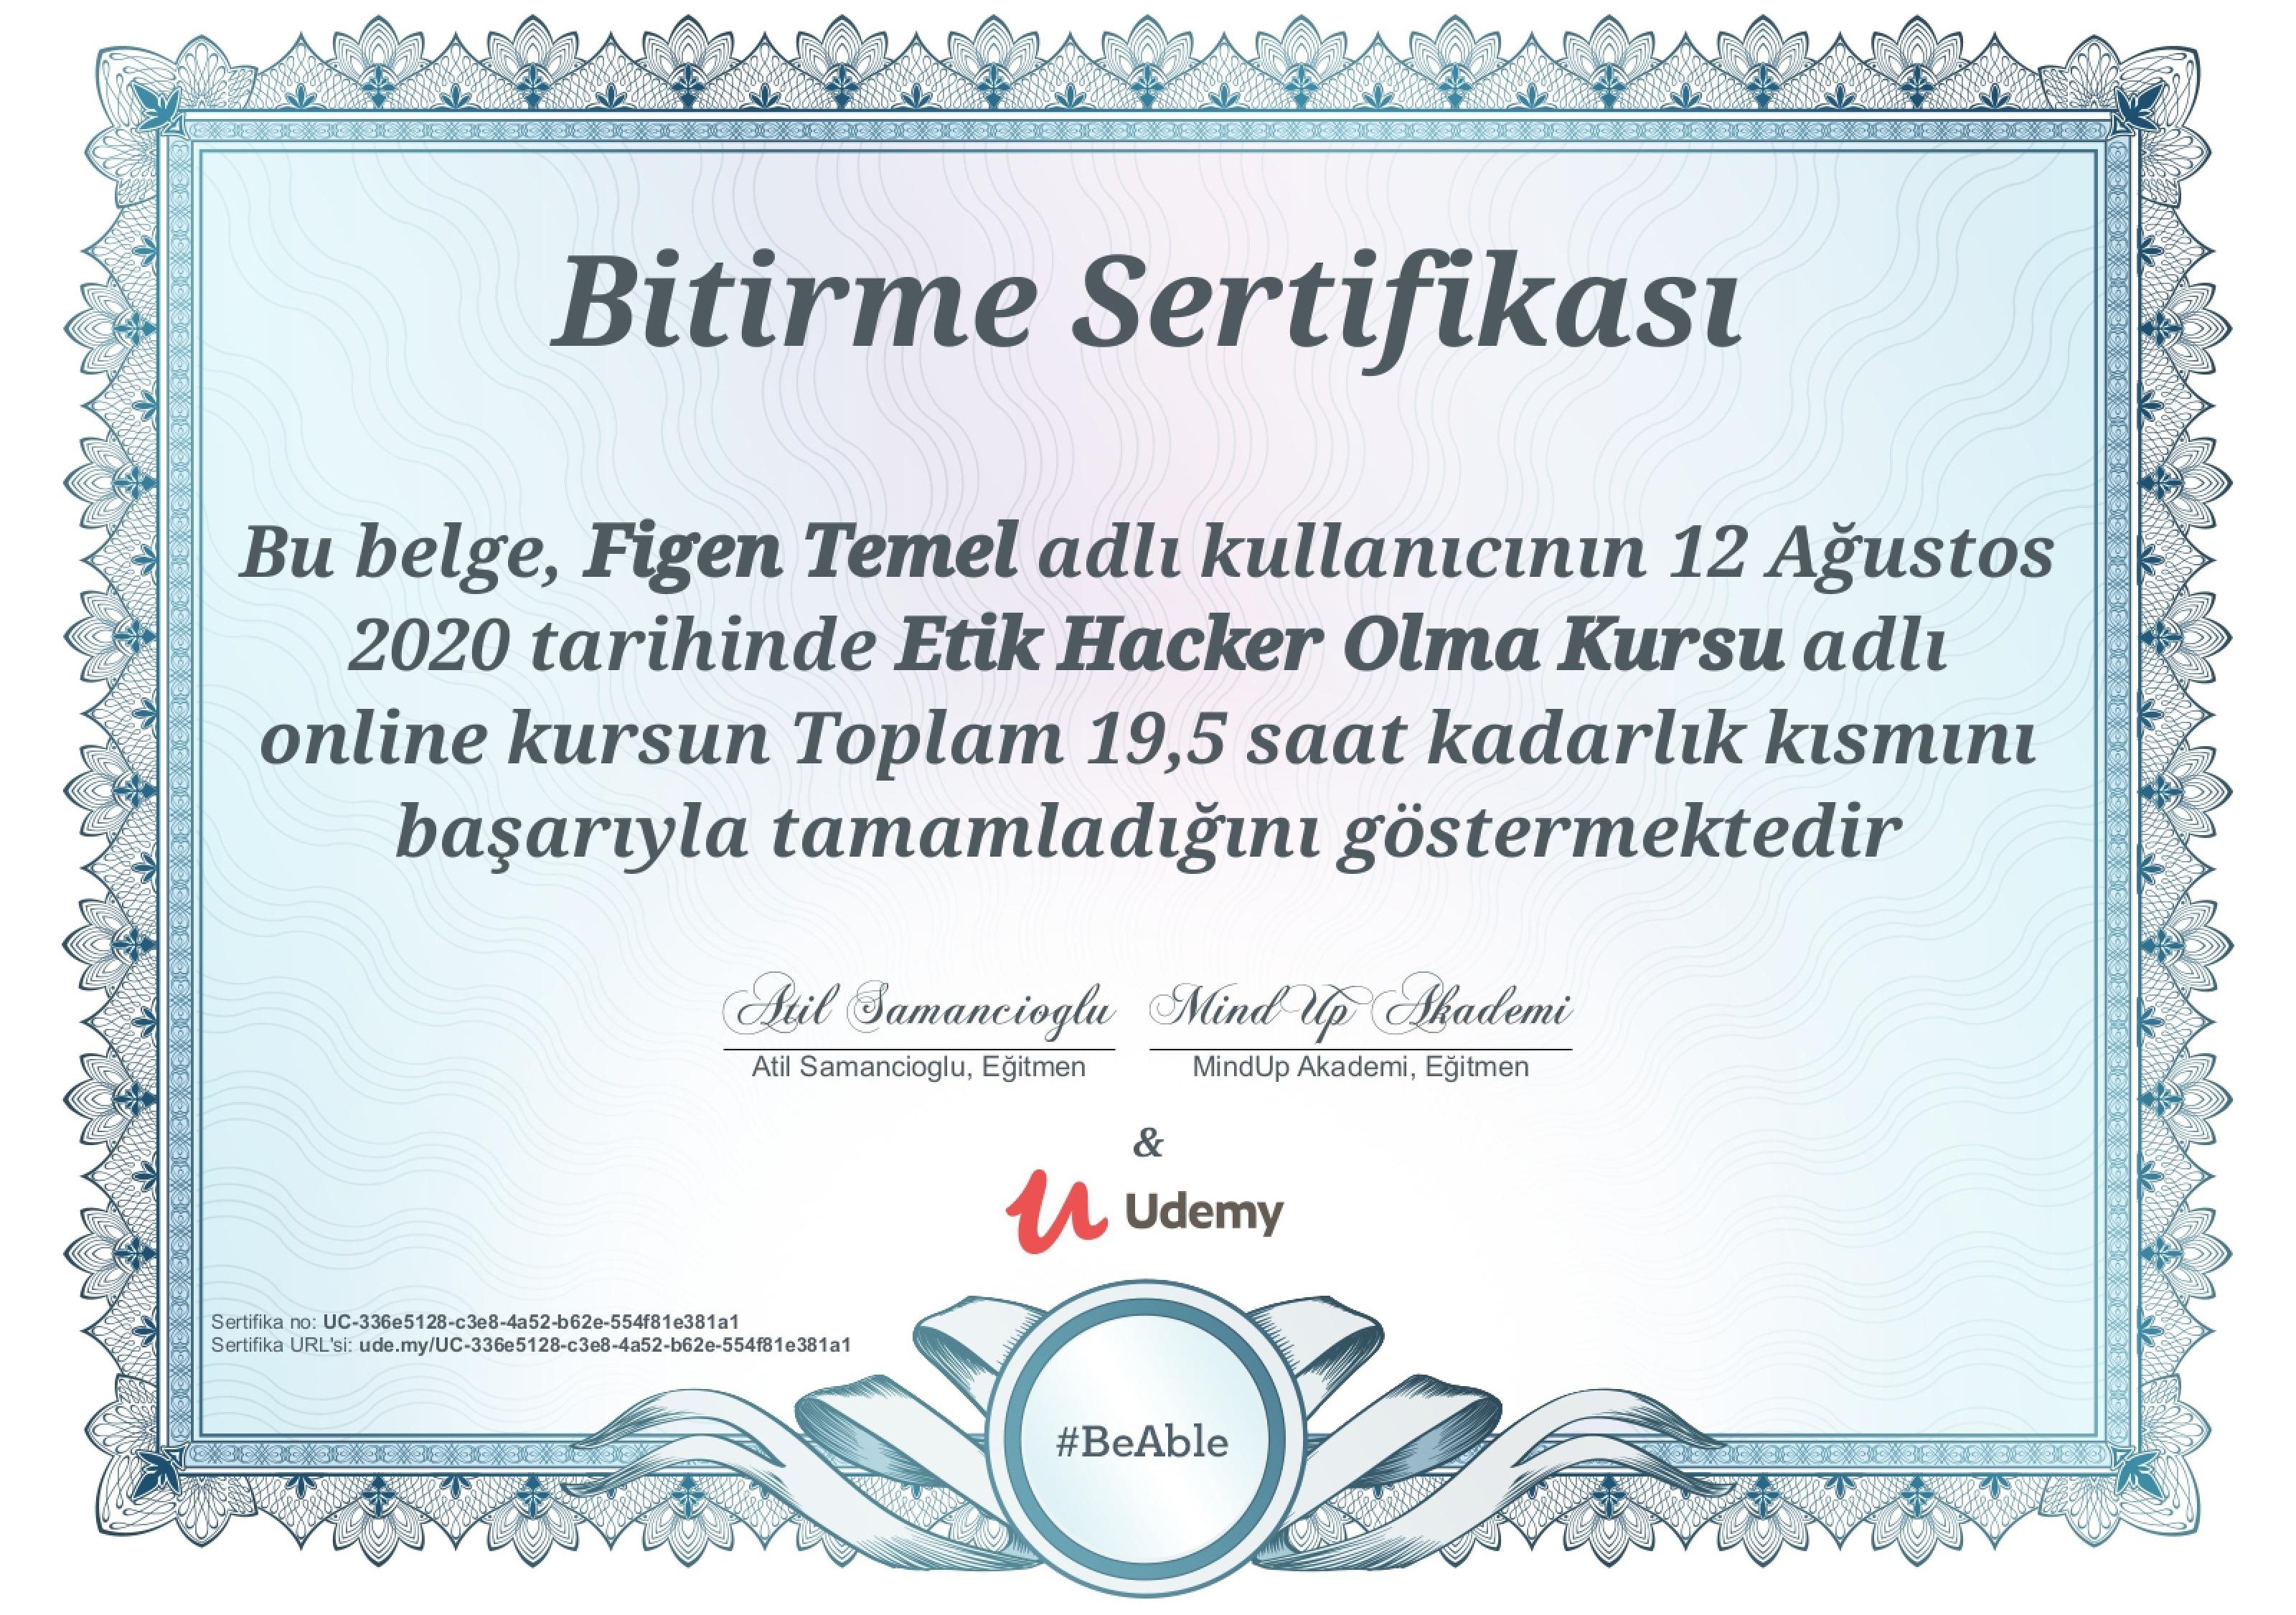 Bitirme Sertifikası
Bu belge, Figen Temel adlı kullanıcının 12 Ağustos
2020 tarihinde Etik Hacker Olma Kursu adlı
online kursun Toplam 19,5 saat kadarlık kısmını
başarıyla tamamladığını göstermektedir
Atil Samancioglu MindUp Akademi
Atil Samancioglu, Eğitmen MindUp Akademi, Eğitmen
&
Udemy
Sertifika no: UC-336e5128-c3e8-4a52-b62e-554f81e381a1
Sertifika URL'si: ude.my/UC-336e5128-c3e8-4a52-b62e-554f81e381a1
#BeAble